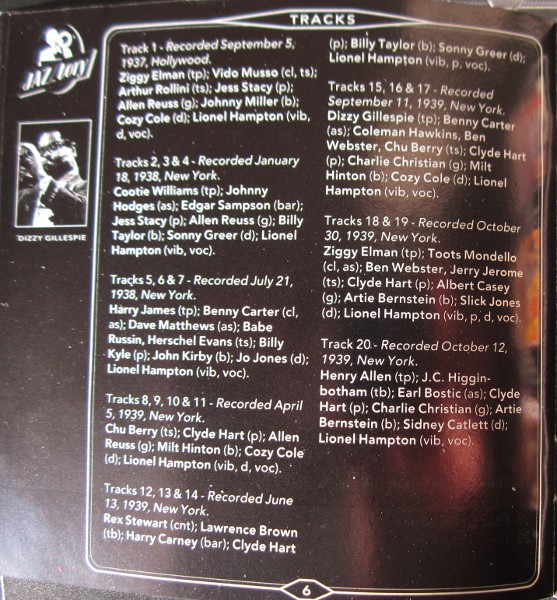 TRACKS
Track 1 - Recorded September 5,
1937, Hollywood.
Ziggy Elman (tp); Vido Musso (cl, ts);
Arthur Rollini (ts); Jess Stacy (p);
Allen Reuss (g); Johnny Miller (b);
Cozy Cole (d); Lionel Hampton (vib,
d, voc).
Tracks 2, 3 & 4 - Recorded January
18, 1938, New York.
Cootie Williams (tp); Johnny
Hodges (as); Edgar Sampson (bar);
Jess Stacy (p); Allen Reuss (g); Billy
Taylor (b); Sonny Greer (d); Lionel
Hampton (vib, voc).
Tracks 5, 6 & 7 - Recorded July 21,
1938, New York.
Harry James (tp); Benny Carter (cl,
as); Dave Matthews (as); Babe
Russin, Herschel Evans (ts); Billy
Kyle (p); John Kirby (b); Jo Jones (d);
Lionel Hampton (vib, voc).
Tracks 8, 9, 10 & 11 - Recorded April
5, 1939, New York.
Chu Berry (ts); Clyde Hart (p); Allen
Reuss (g); Milt Hinton (b); Cozy Cole
(d); Lionel Hampton (vib, d, voc).
Tracks 12, 13 & 14 - Recorded June
13, 1939, New York.
Rex Stewart (cnt); Lawrence Brown
(tb); Harry Carney (bar); Clyde Hart
(p); Billy Taylor (b); Sonny Greer (d);
Lionel Hampton (vib, p, voc).
Tracks 15, 16 & 17 - Recorded
September 11, 1939, New York.
Dizzy Gillespie (tp); Benny Carter
(as); Coleman Hawkins, Ben
Webster, Chu Berry (ts); Clyde Hart
(p); Charlie Christian (g); Milt
Hinton (b); Cozy Cole (d); Lionel
Hampton (vib, voc).
Tracks 18 & 19 - Recorded October
30, 1939, New York.
Ziggy Elman (tp); Toots Mondello
(cl, as); Ben Webster, Jerry Jerome
(ts); Clyde Hart (p); Albert Casey
(g); Artie Bernstein (b); Slick Jones
(d); Lionel Hampton (vib, p, d, voc).
Track 20 - Recorded October 12,
1939, New York.
Henry Allen (tp); J.C. Higgin-
botham (tb); Earl Bostic (as); Clyde
Hart (p); Charlie Christian (g); Artie
Bernstein (b); Sidney Catlett (d);
Lionel Hampton (vib, voc).
DIZZY GILLESPIE
6